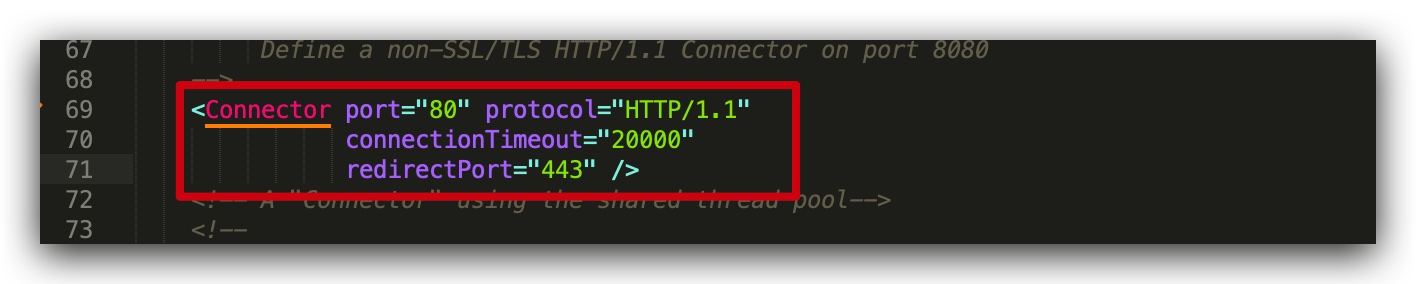 67 Define a non-SSL/TLS HTTP/1.1 Connector on port 8080
68 -->
69 <Connector port="80" protocol="HTTP/1.1"
70 connectionTimeout="20000"
71 redirectPort="443" />
72 <!-- A "Connector" using the shared thread pool-->
73 <!--